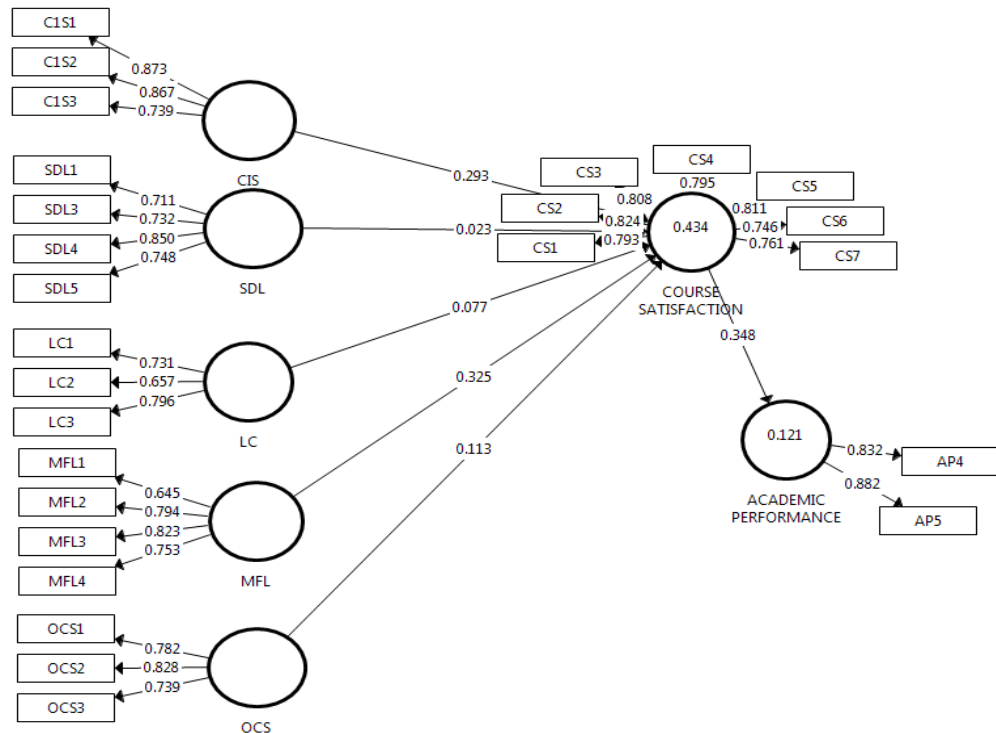 C1S1
C1S2
C1S3
0.873
0.867
0.739
CIS
SDL1
SDL3
SDL4
SDL5
0.711
0.732
0.850
0.748
SDL
LC1
LC2
LC3
0.731
0.657
0.796
LC
MFL1
MFL2
MFL3
MFL4
0.645
0.794
0.823
0.753
MFL
OCS1
OCS2
OCS3
0.782
0.828
0.739
OCS
0.293
0.023
0.077
0.325
0.113
CS3
CS4
CS5
CS2
CS6
CS1
CS7
0.808
0.795
0.811
0.824
0.746
0.793
0.761
0.434
COURSE
SATISFACTION
0.348
0.121
ACADEMIC
PERFORMANCE
0.832
0.882
AP4
AP5